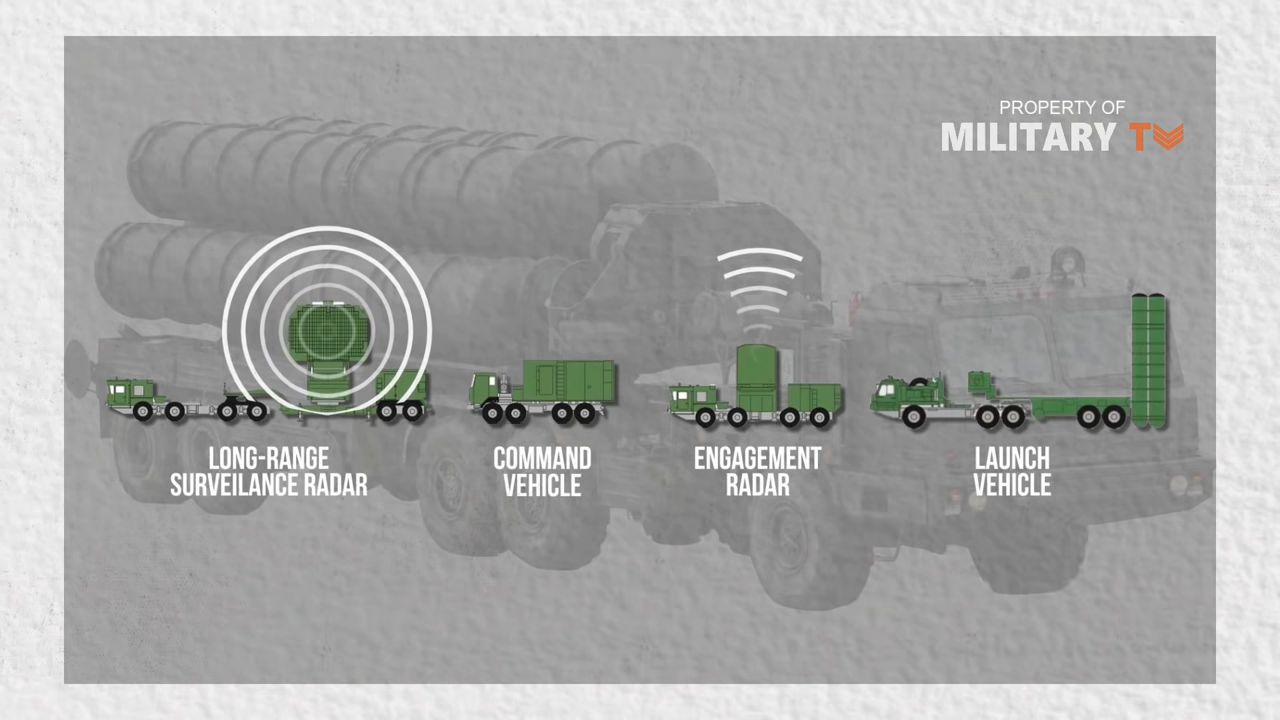 PROPERTY OF
MILITARY TV
LONG-RANGE
SURVEILANCE RADAR
COMMAND
VEHICLE
ENGAGEMENT
RADAR
LAUNCH
VEHICLE